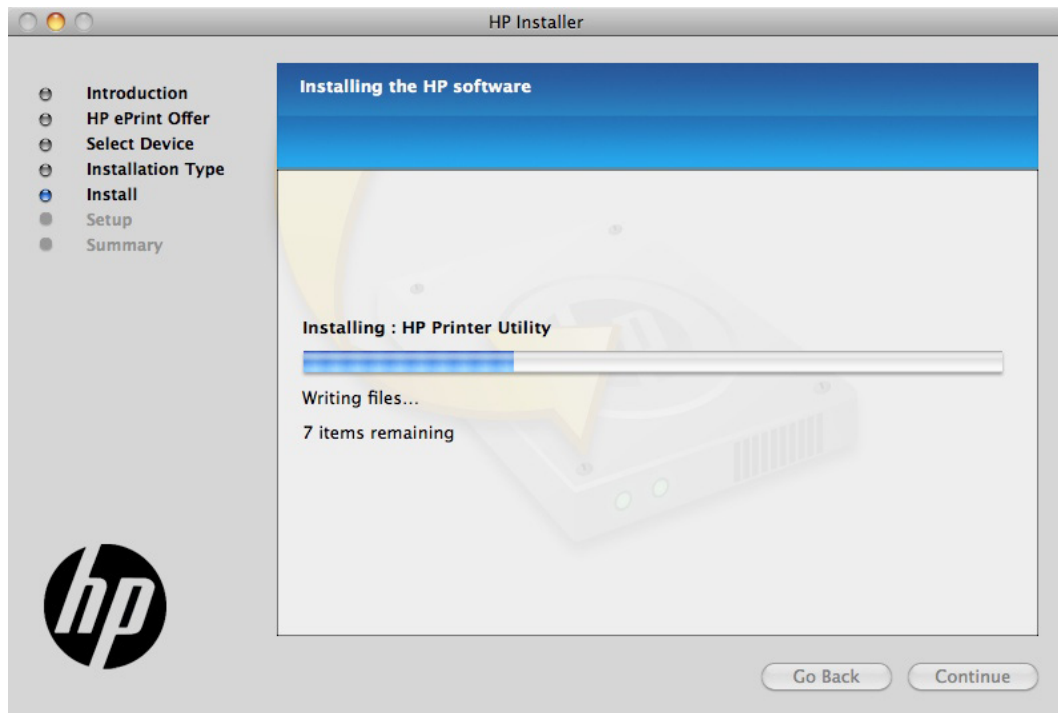 HP Installer
Introduction
HP ePrint Offer
Select Device
Installation Type
Install
Setup
Summary
Installing the HP software
Installing : HP Printer Utility
Writing files...
7 items remaining
hp
Go Back
Continue